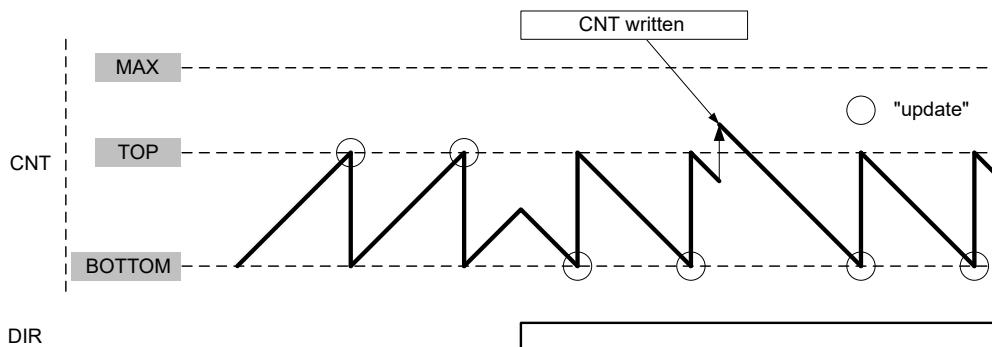 CNT written
MAX
"update"
TOP
CNT
BOTTOM
DIR